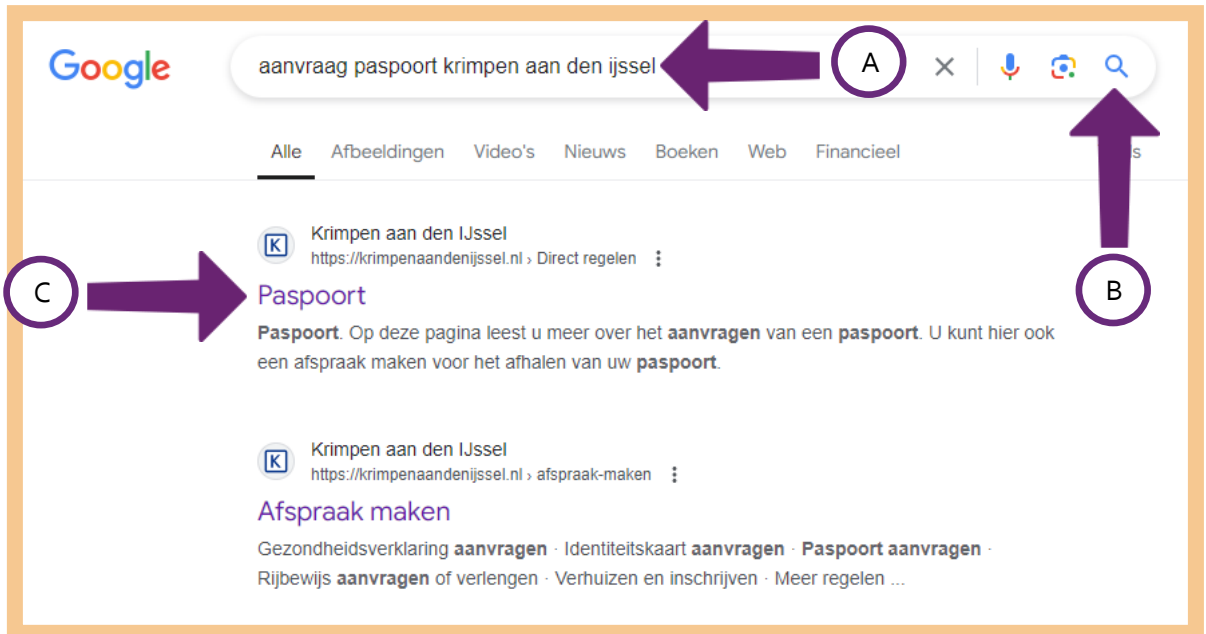 Google
aanvraag paspoort krimpen aan den ijssel
A
Alle Afbeeldingen Video's Nieuws Boeken Web Financieel
Krimpen aan den IJssel
https://krimpenaandenijssel.nl › Direct regelen
C
B
Paspoort
Paspoort. Op deze pagina leest u meer over het aanvragen van een paspoort. U kunt hier ook
een afspraak maken voor het afhalen van uw paspoort.
K
Krimpen aan den IJssel
https://krimpenaandenijssel.nl › afspraak-maken
K
Afspraak maken
Gezondheidsverklaring aanvragen · Identiteitskaart aanvragen · Paspoort aanvragen ·
Rijbewijs aanvragen of verlengen · Verhuizen en inschrijven · Meer regelen ...